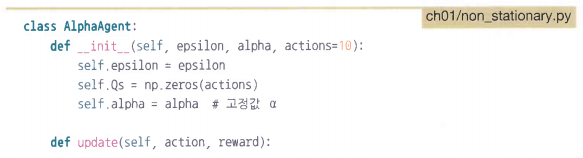 ch01/non_stationary.py
class AlphaAgent:
    def __init__(self, epsilon, alpha, actions=10):
        self.epsilon = epsilon
        self.Qs = np.zeros(actions)
        self.alpha = alpha  # 고정값 α
    def update(self, action, reward):